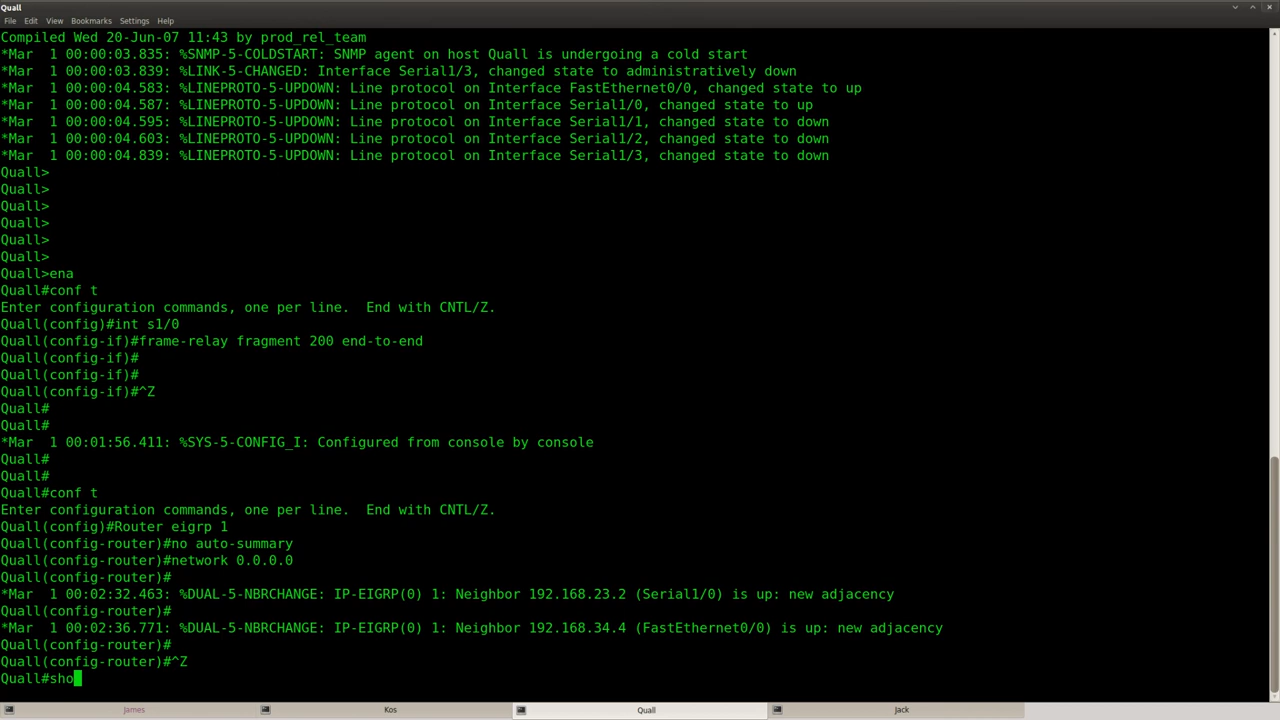 Quall
File Edit View Bookmarks Settings Help
Compiled Wed 20-Jun-07 11:43 by prod_rel_team
*Mar  1 00:00:03.835: %SNMP-5-COLDSTART: SNMP agent on host Quall is undergoing a cold start
*Mar  1 00:00:03.839: %LINK-5-CHANGED: Interface Serial1/3, changed state to administratively down
*Mar  1 00:00:04.583: %LINEPROTO-5-UPDOWN: Line protocol on Interface FastEthernet0/0, changed state to up
*Mar  1 00:00:04.587: %LINEPROTO-5-UPDOWN: Line protocol on Interface Serial1/0, changed state to up
*Mar  1 00:00:04.595: %LINEPROTO-5-UPDOWN: Line protocol on Interface Serial1/1, changed state to down
*Mar  1 00:00:04.603: %LINEPROTO-5-UPDOWN: Line protocol on Interface Serial1/2, changed state to down
*Mar  1 00:00:04.839: %LINEPROTO-5-UPDOWN: Line protocol on Interface Serial1/3, changed state to down
Quall>
Quall>
Quall>
Quall>
Quall>
Quall>
Quall>ena
Quall#conf t
Enter configuration commands, one per line.  End with CNTL/Z.
Quall(config)#int s1/0
Quall(config-if)#frame-relay fragment 200 end-to-end
Quall(config-if)#
Quall(config-if)#
Quall(config-if)#^Z
Quall#
Quall#
*Mar  1 00:01:56.411: %SYS-5-CONFIG_I: Configured from console by console
Quall#
Quall#
Quall#conf t
Enter configuration commands, one per line.  End with CNTL/Z.
Quall(config)#Router eigrp 1
Quall(config-router)#no auto-summary
Quall(config-router)#network 0.0.0.0
Quall(config-router)#
*Mar  1 00:02:32.463: %DUAL-5-NBRCHANGE: IP-EIGRP(0) 1: Neighbor 192.168.23.2 (Serial1/0) is up: new adjacency
Quall(config-router)#
*Mar  1 00:02:36.771: %DUAL-5-NBRCHANGE: IP-EIGRP(0) 1: Neighbor 192.168.34.4 (FastEthernet0/0) is up: new adjacency
Quall(config-router)#
Quall(config-router)#^Z
Quall#sho
James Kos Quall Jack